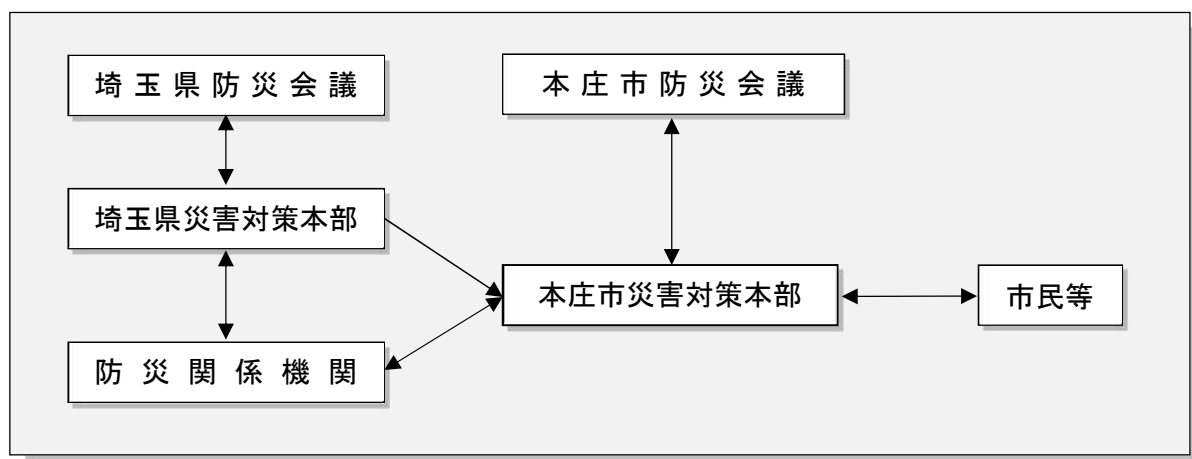 埼玉県防災会議
本庄市防災会議
埼玉県災害対策本部
本庄市災害対策本部
市民等
防災関係機関